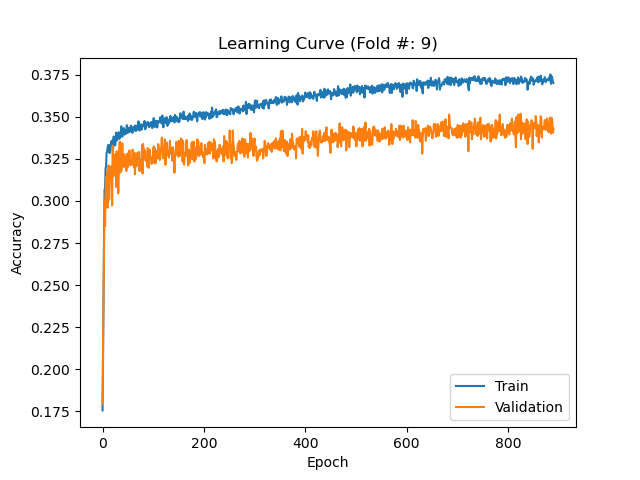 Learning Curve (Fold #: 9)
Accuracy
0.375
0.350
0.325
0.300
0.275
0.250
0.225
0.200
0.175
0 200 400 600 800
Epoch
Train
Validation